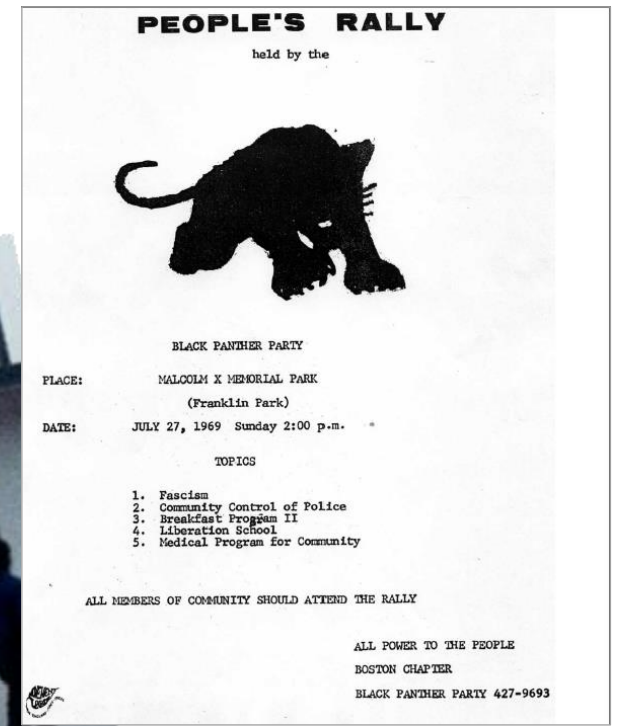 PEOPLE'S RALLY
held by the
BLACK PANTHER PARTY
PLACE: MALCOLM X MEMORIAL PARK
(Franklin Park)
DATE: JULY 27, 1969 Sunday 2:00 p.m.
TOPICS
1. Fascism
2. Community Control of Police
3. Breakfast Program II
4. Liberation School
5. Medical Program for Community
ALL MEMBERS OF COMMUNITY SHOULD ATTEND THE RALLY
ALL POWER TO THE PEOPLE
BOSTON CHAPTER
BLACK PANTHER PARTY 427-9693